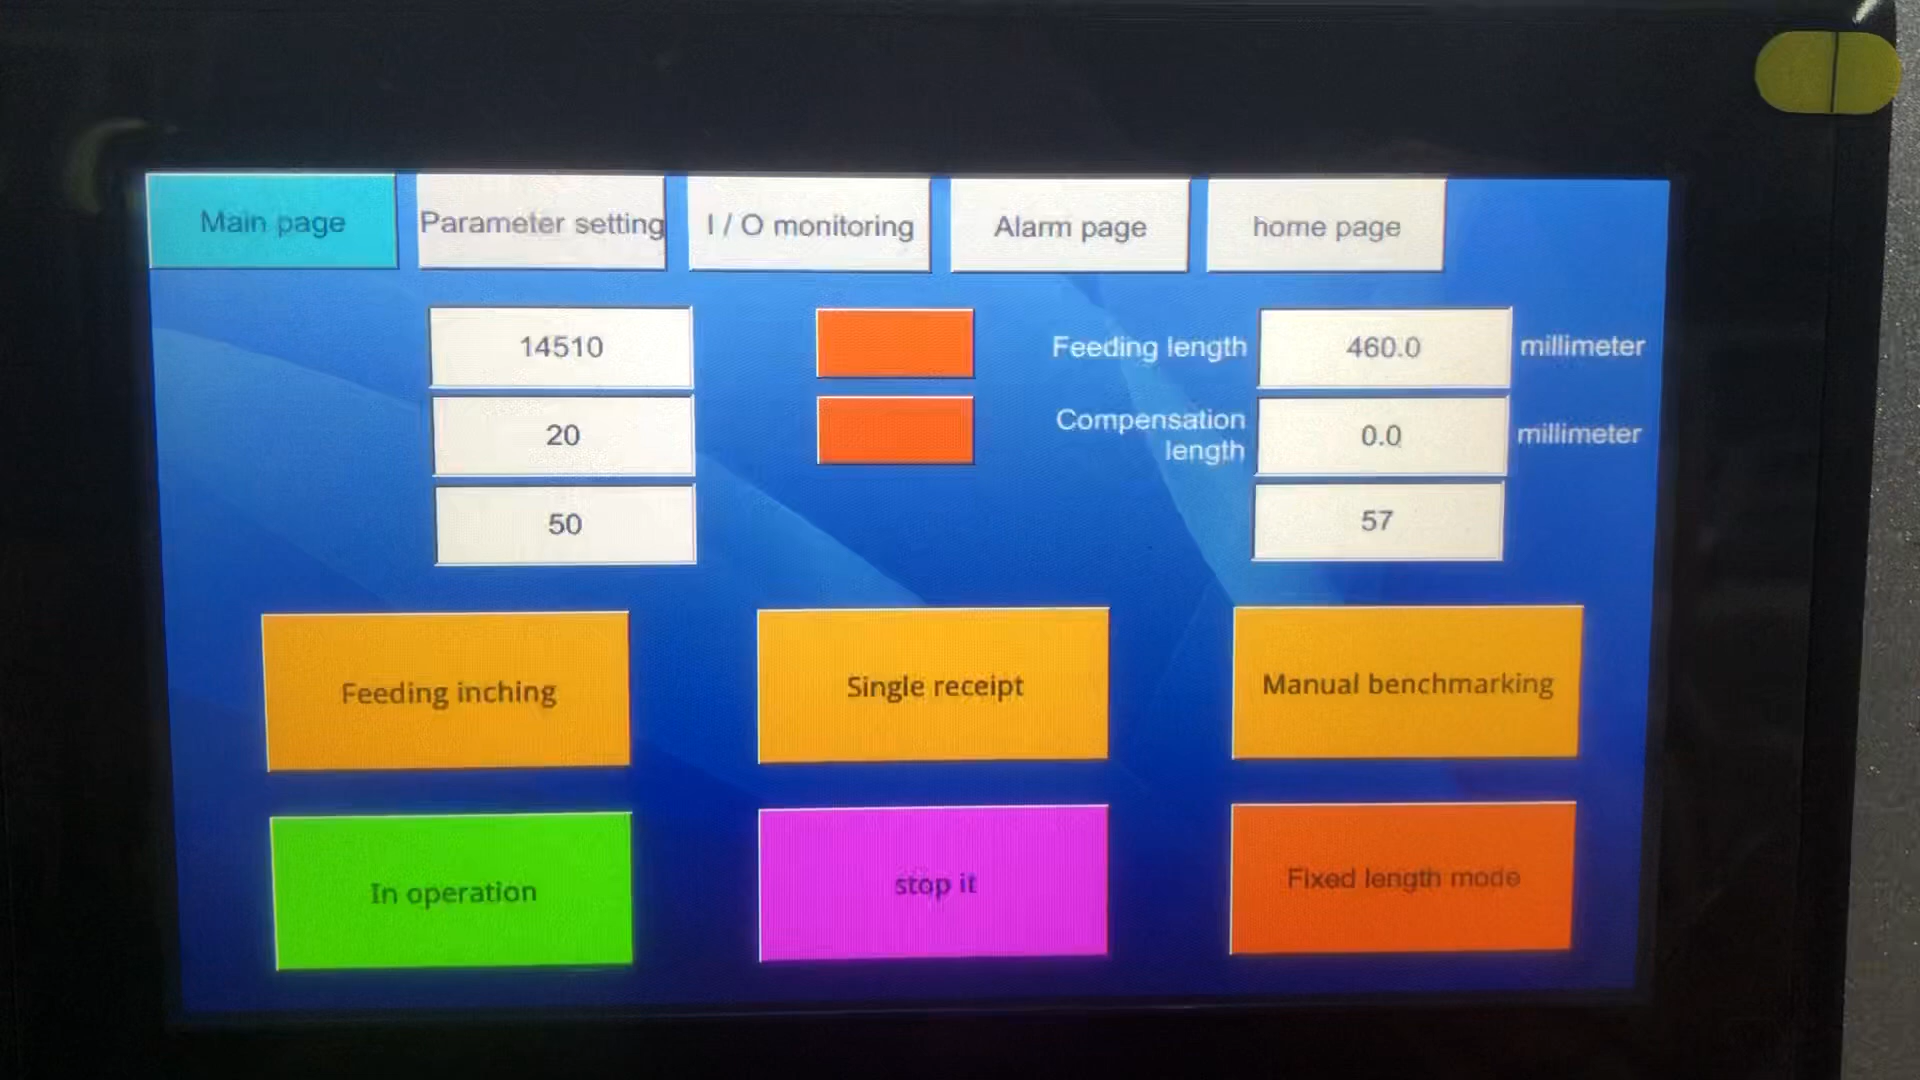 Main page
Parameter setting
I / O monitoring
Alarm page
home page
14510
Feeding length
460.0
millimeter
20
Compensation
length
0.0
millimeter
50
57
Feeding inching
Single receipt
Manual benchmarking
In operation
stop it
Fixed length mode